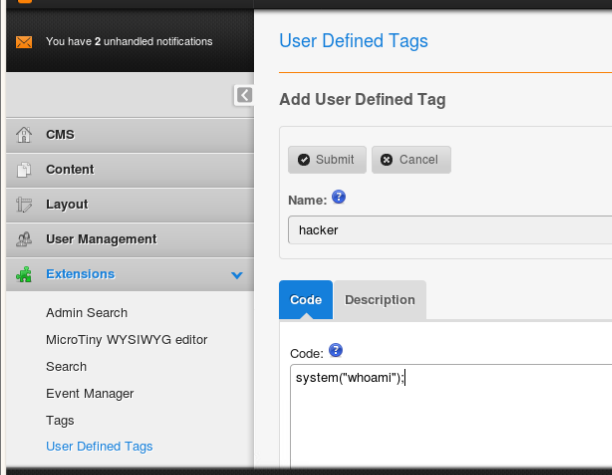 You have 2 unhandled notifications
User Defined Tags
Add User Defined Tag
CMS
Content
Layout
User Management
Extensions
Admin Search
MicroTiny WYSIWYG editor
Search
Event Manager
Tags
User Defined Tags
Submit
Cancel
Name: ?
hacker
Code
Description
Code: ?
system("whoami");